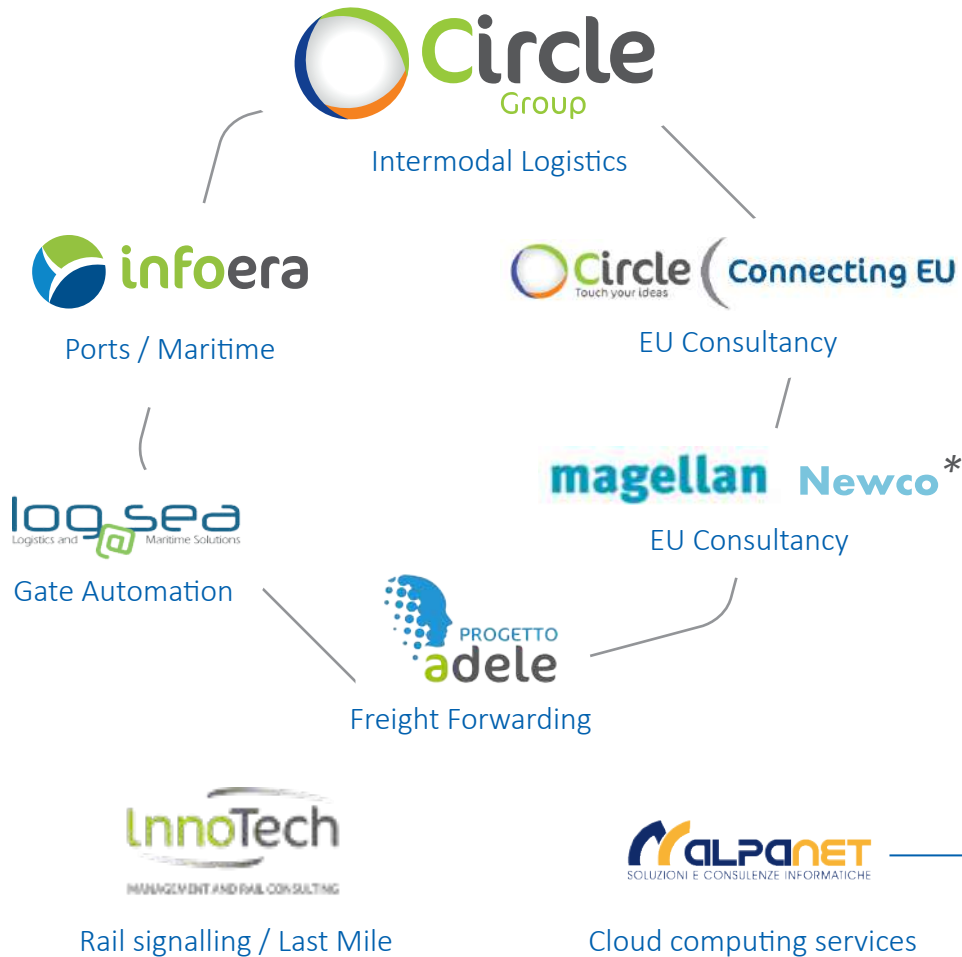 Circle
Group
Intermodal Logistics
infoera
Circle
Touch your ideas
Connecting EU
Ports / Maritime
EU Consultancy
magellan
Newco*
log@sea
Logistics and Maritime Solutions
EU Consultancy
Gate Automation
PROGETTO
adele
Freight Forwarding
InnoTech
MANAGEMENT AND RAIL CONSULTING
ALPANET
SOLUZIONI E CONSULENZE INFORMATICHE
Rail signalling / Last Mile
Cloud computing services